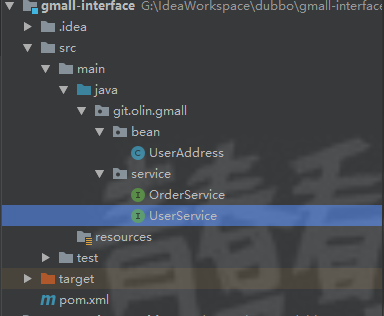 gmall-interface G:\IdeaWorkspace\dubbo\gmall-interface
.idea
src
main
java
git.olin.gmall
bean
UserAddress
service
OrderService
UserService
resources
test
target
pom.xml